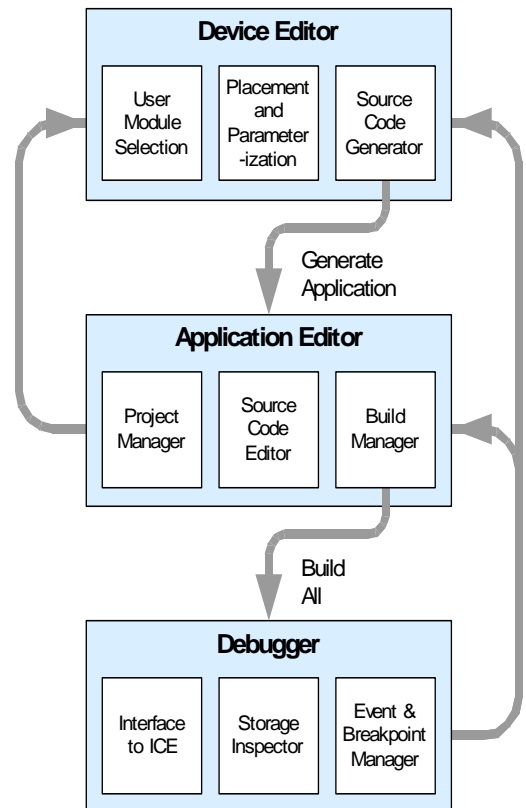 Device Editor
User
Module
Selection
Placement
and
Parameter
-ization
Source
Code
Generator
Generate
Application
Application Editor
Project
Manager
Source
Code
Editor
Build
Manager
Build
All
Debugger
Interface
to ICE
Storage
Inspector
Event &
Breakpoint
Manager